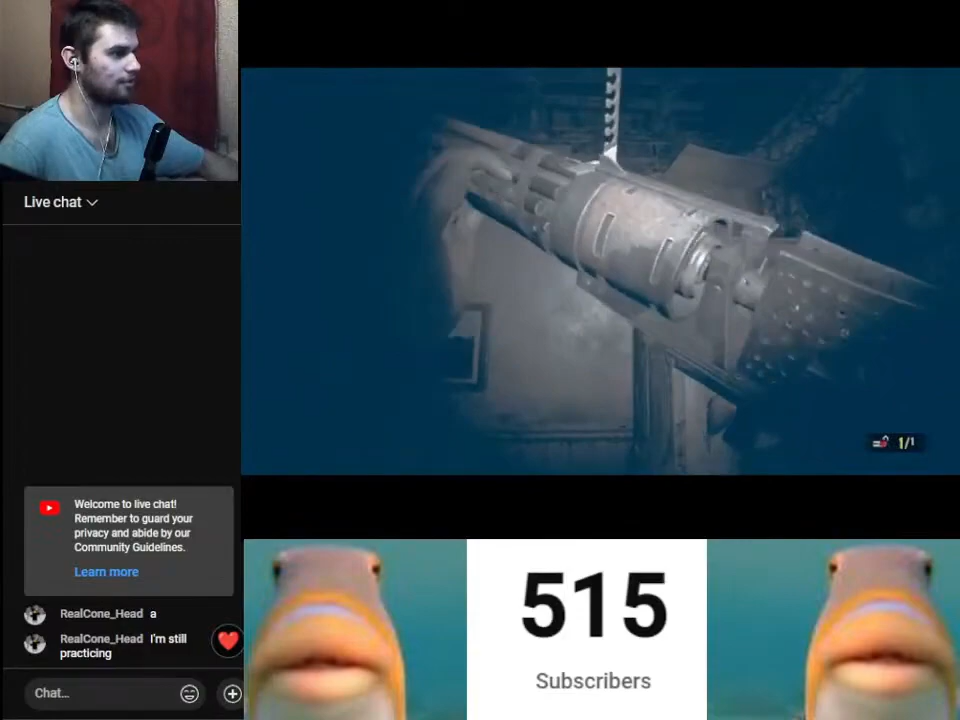 Live chat
Welcome to live chat!
Remember to guard your
privacy and abide by our
Community Guidelines.
Learn more
RealCone_Head a
RealCone_Head I'm still
practicing
Chat...
1/1
515
Subscribers